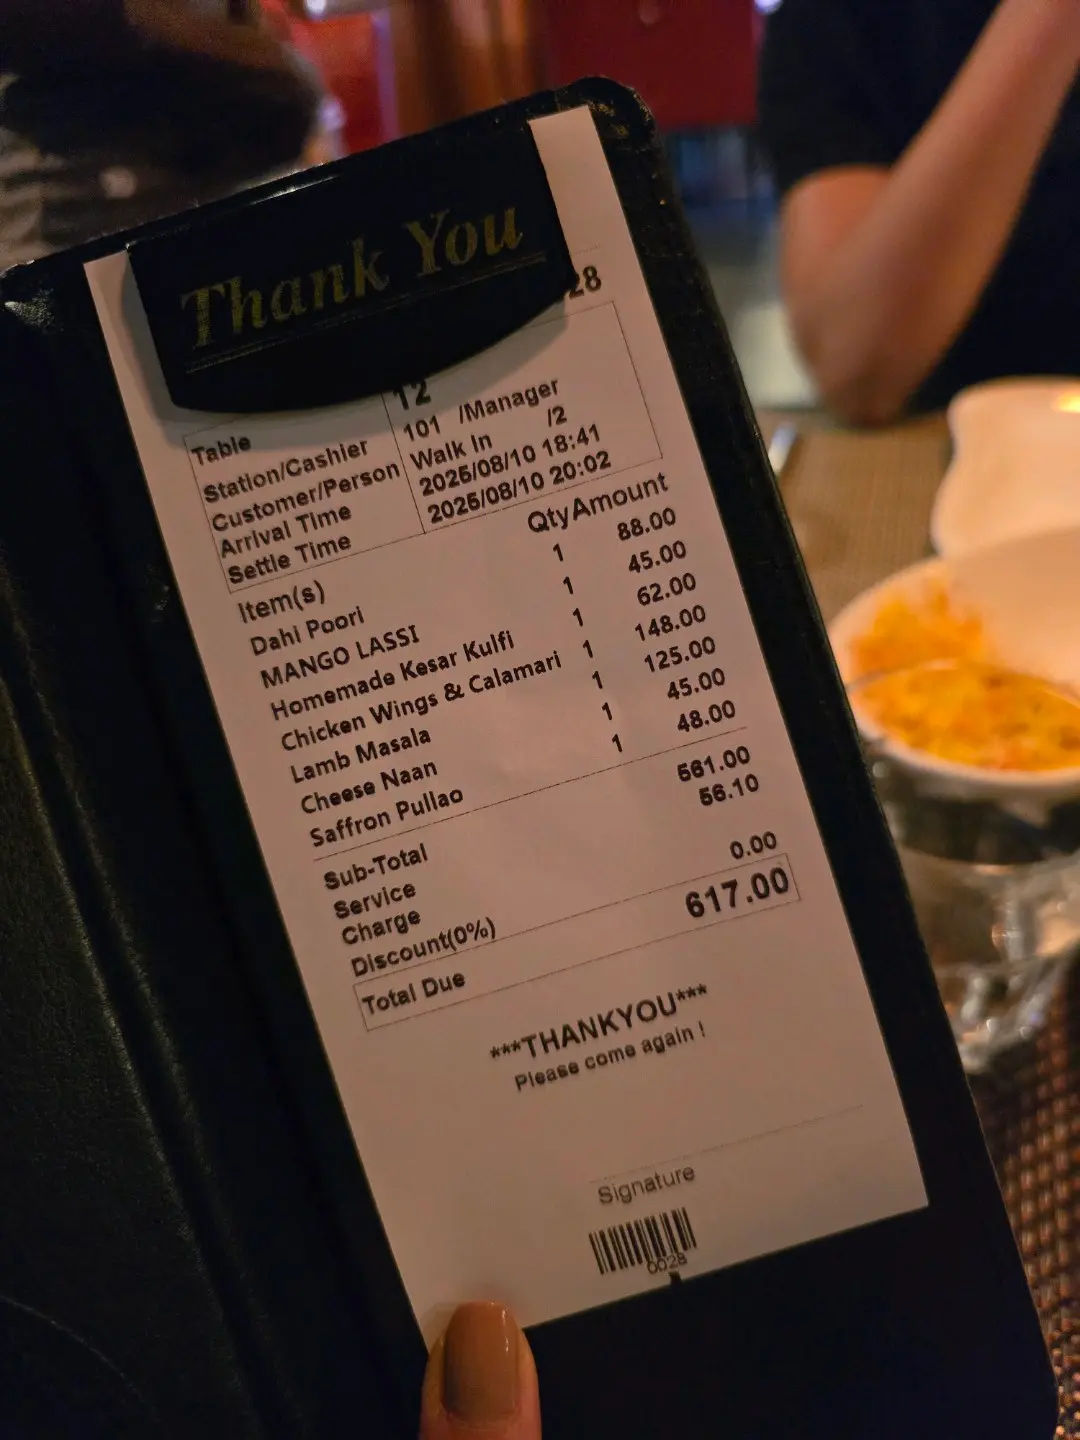 Thank You
28
Table 12
Station/Cashier 101 /Manager
Customer/Person Walk In /2
Arrival Time 2025/08/10 18:41
Settle Time 2025/08/10 20:02
Item(s) Qty Amount
Dahi Poori 1 88.00
MANGO LASSI 1 45.00
Homemade Kesar Kulfi 1 62.00
Chicken Wings & Calamari 1 148.00
Lamb Masala 1 125.00
Cheese Naan 1 45.00
Saffron Pullao 1 48.00
Sub-Total 561.00
Service 56.10
Charge
Discount(0%) 0.00
Total Due 617.00
***THANKYOU***
Please come again !
Signature
0028